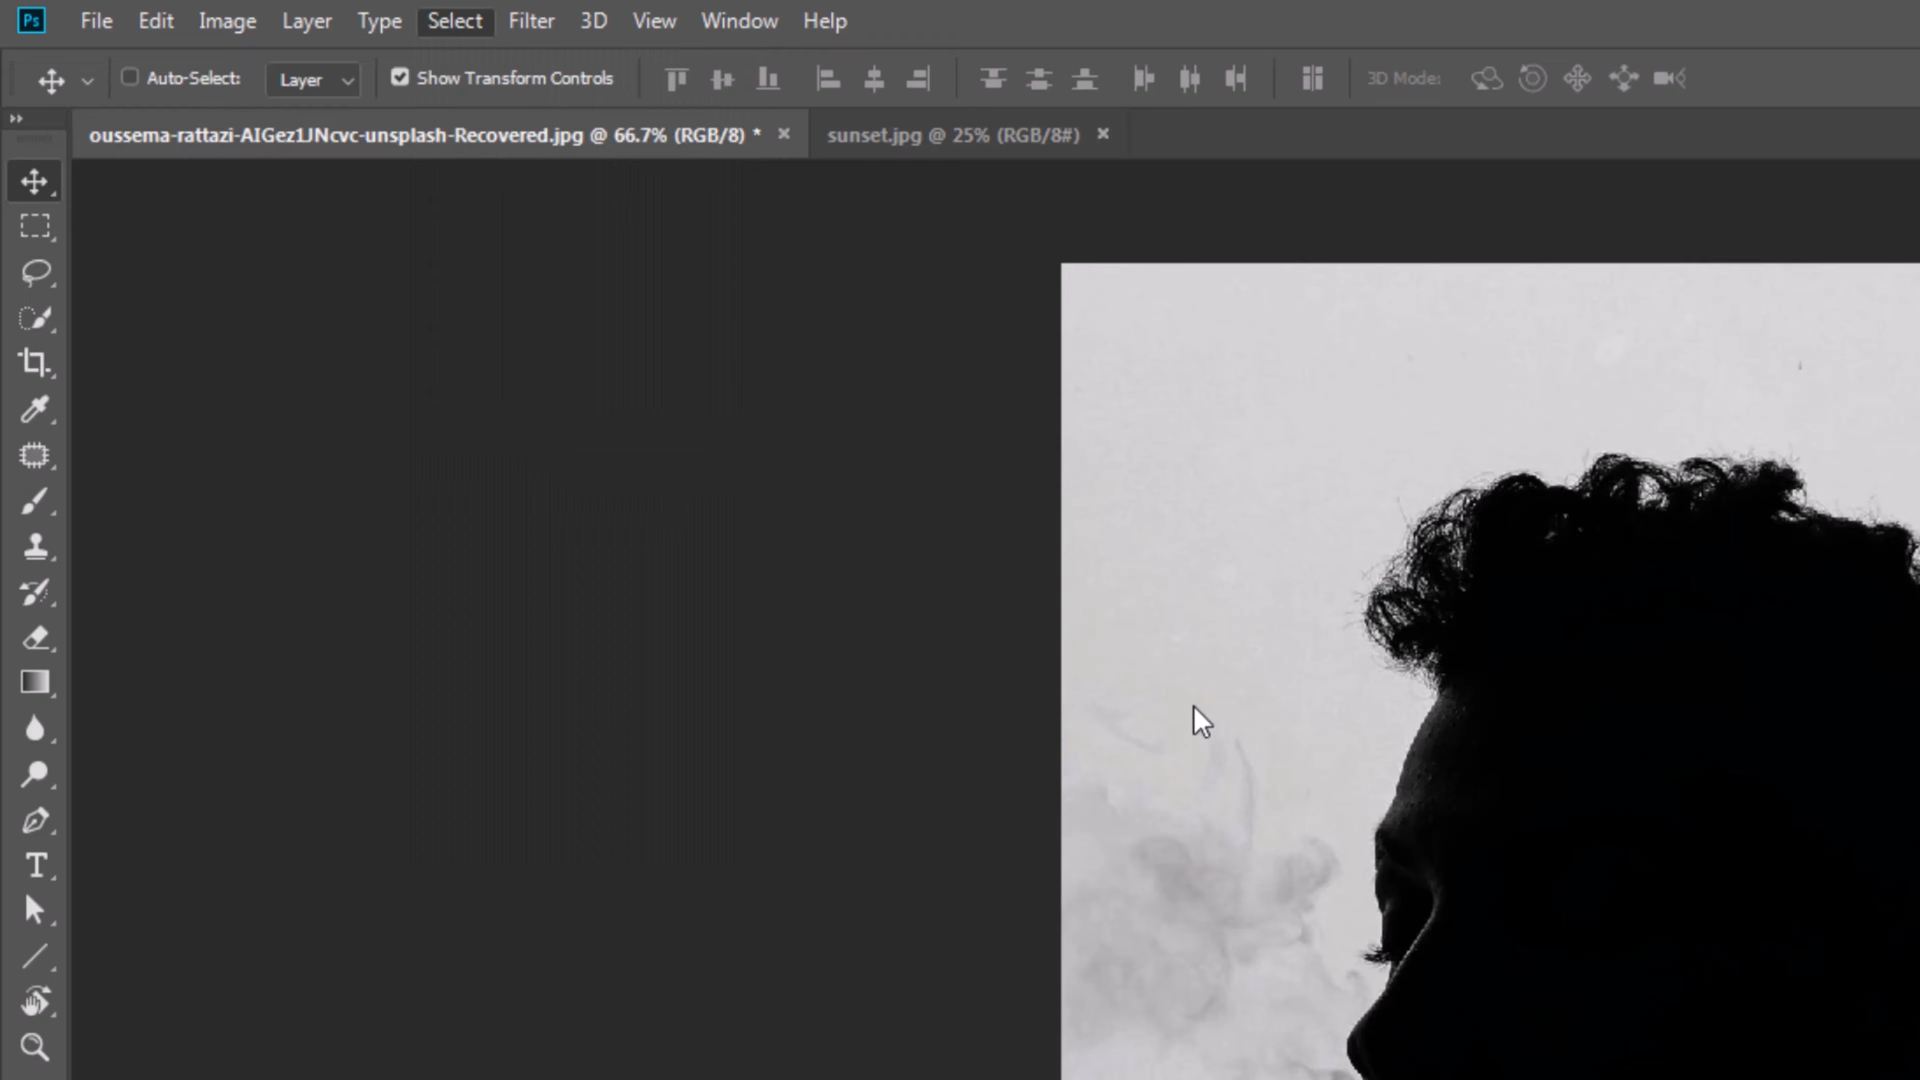 Ps File Edit Image Layer Type Select Filter 3D View Window Help
Auto-Select: Layer Show Transform Controls 3D Mode:
oussema-rattazi-AIGez1JNcvc-unsplash-Recovered.jpg @ 66.7% (RGB/8) * × sunset.jpg @ 25% (RGB/8#) ×